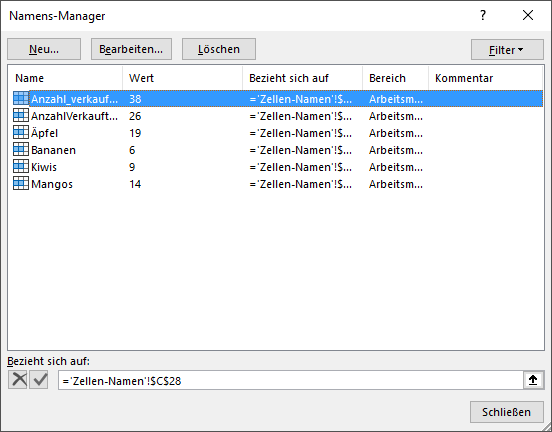 Namens-Manager ?
Neu... Bearbeiten... Löschen Filter
Name Wert Bezieht sich auf Bereich Kommentar
Anzahl_verkauf... 38 ='Zellen-Namen'!$... Arbeitsm...
AnzahlVerkauft... 26 ='Zellen-Namen'!$... Arbeitsm...
Äpfel 19 ='Zellen-Namen'!$... Arbeitsm...
Bananen 6 ='Zellen-Namen'!$... Arbeitsm...
Kiwis 9 ='Zellen-Namen'!$... Arbeitsm...
Mangos 14 ='Zellen-Namen'!$... Arbeitsm...
Bezieht sich auf:
='Zellen-Namen'!$C$28
Schließen